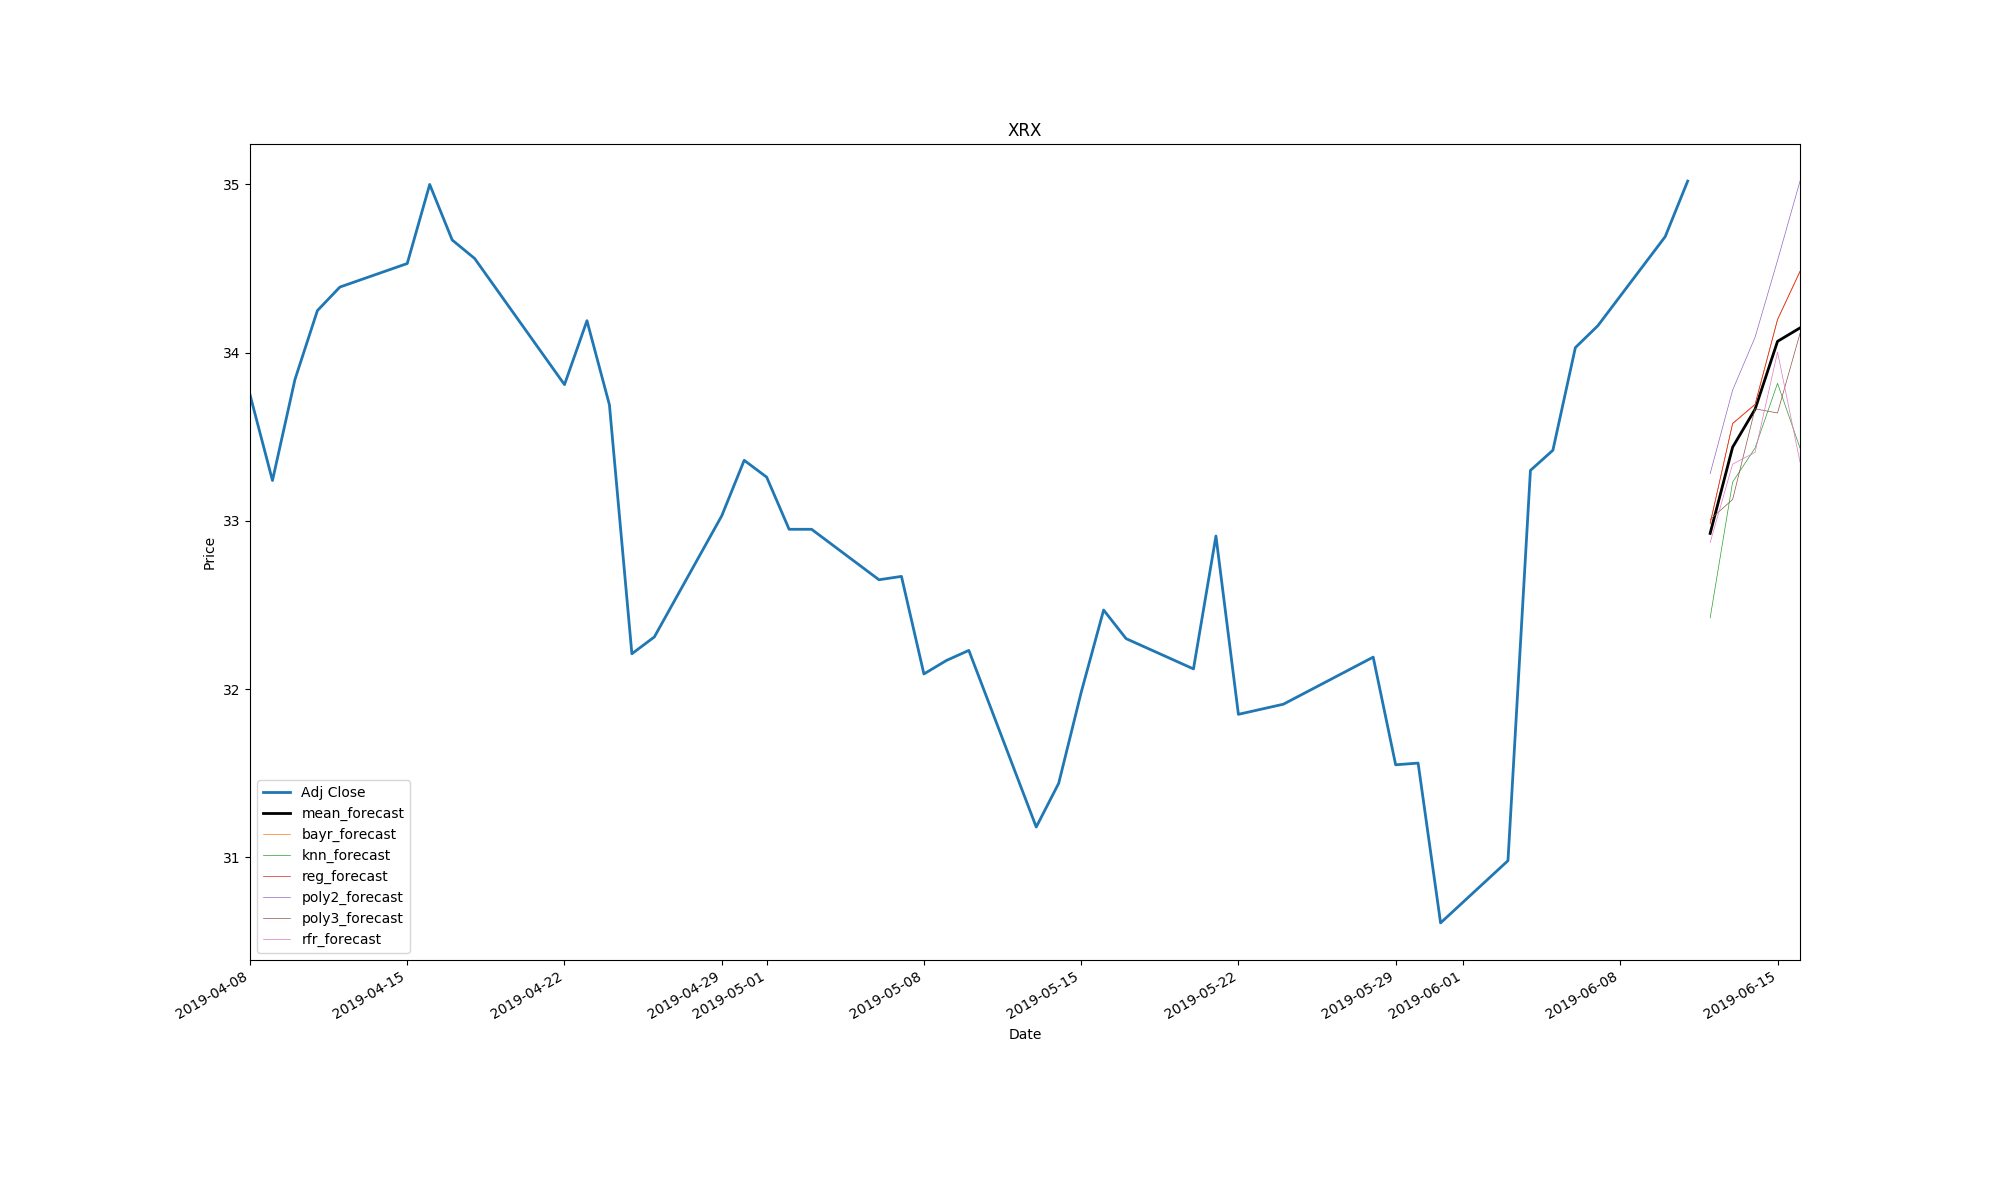 XRX
35
34
33
32
31
Price
Adj Close
mean_forecast
bayr_forecast
knn_forecast
reg_forecast
poly2_forecast
poly3_forecast
rfr_forecast
2019-04-08
2019-04-15
2019-04-22
2019-04-29
2019-05-01
2019-05-08
2019-05-15
2019-05-22
2019-05-29
2019-06-01
2019-06-08
2019-06-15
Date